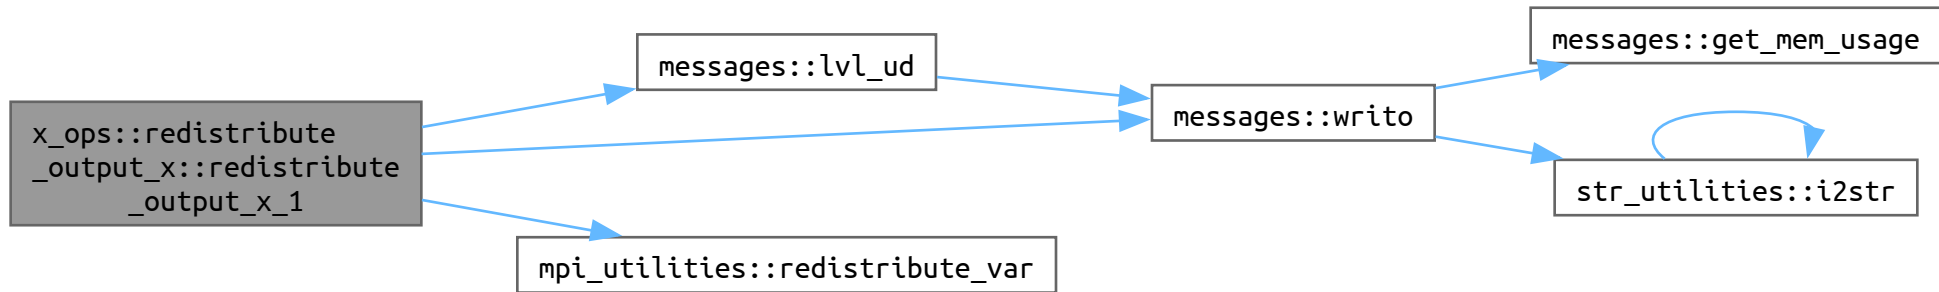 x_ops::redistribute
_output_x::redistribute
_output_x_1
messages::lvl_ud
mpi_utilities::redistribute_var
messages::writo
messages::get_mem_usage
str_utilities::i2str